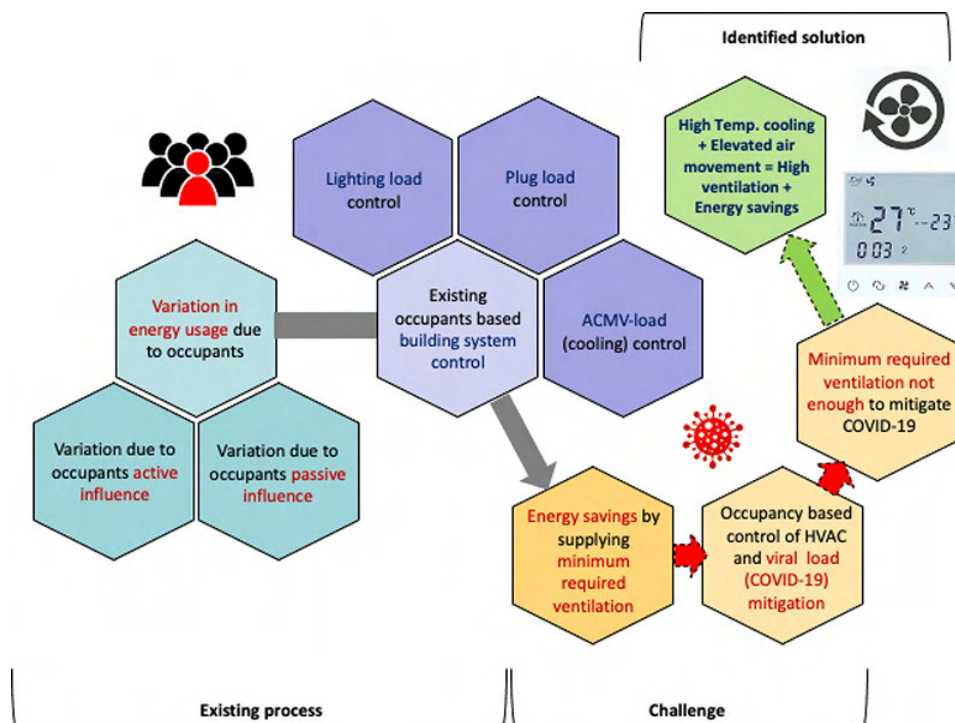 Identified solution
High Temp. cooling
+ Elevated air
movement = High
ventilation +
Energy savings
Lighting load
control
Plug load
control
27 °C
23
003 2
Variation in
energy usage due
to occupants
Existing
occupants based
building system
control
ACMV-load
(cooling) control
Minimum required
ventilation not
enough to mitigate
COVID-19
Variation due to
occupants active
influence
Variation due to
occupants passive
influence
Energy savings by
supplying
minimum
required
ventilation
Occupancy based
control of HVAC
and viral load
(COVID-19)
mitigation
Existing process
Challenge